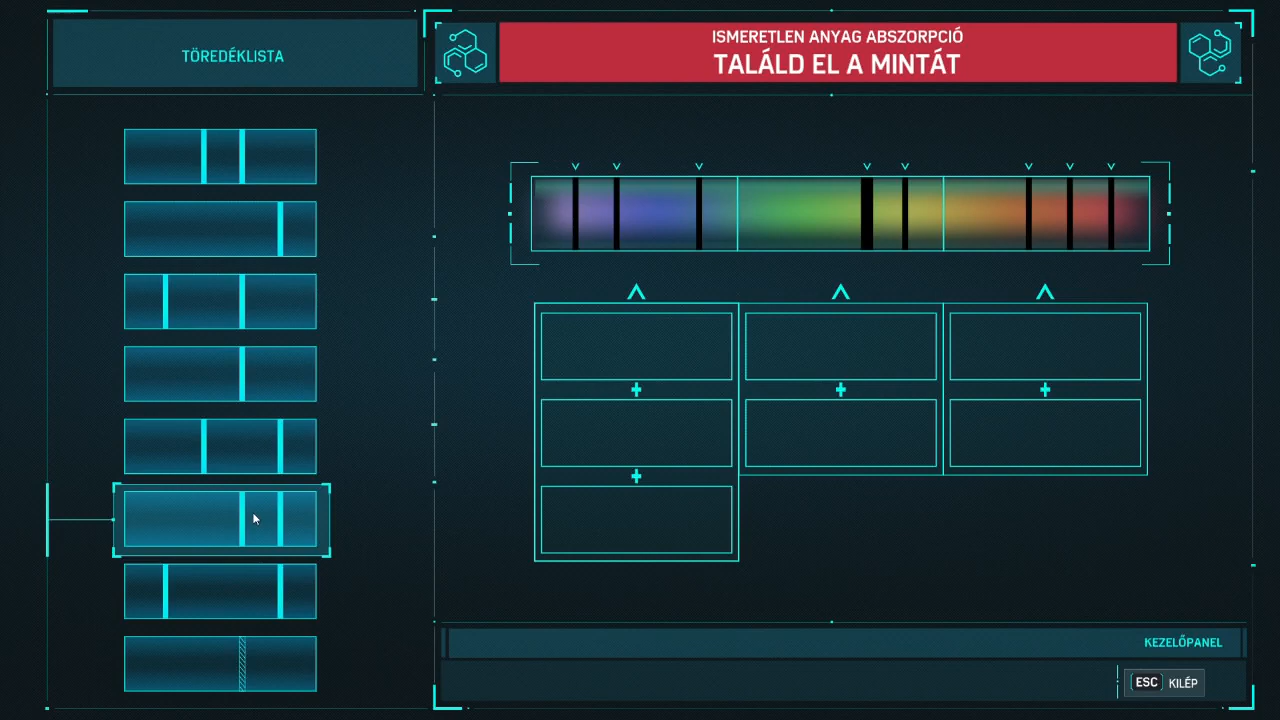 TÖREDÉKLISTA
ISMERETLEN ANYAG ABSZORPCIÓ
TALÁLD EL A MINTÁT
KEZELŐPANEL
ESC KILÉP